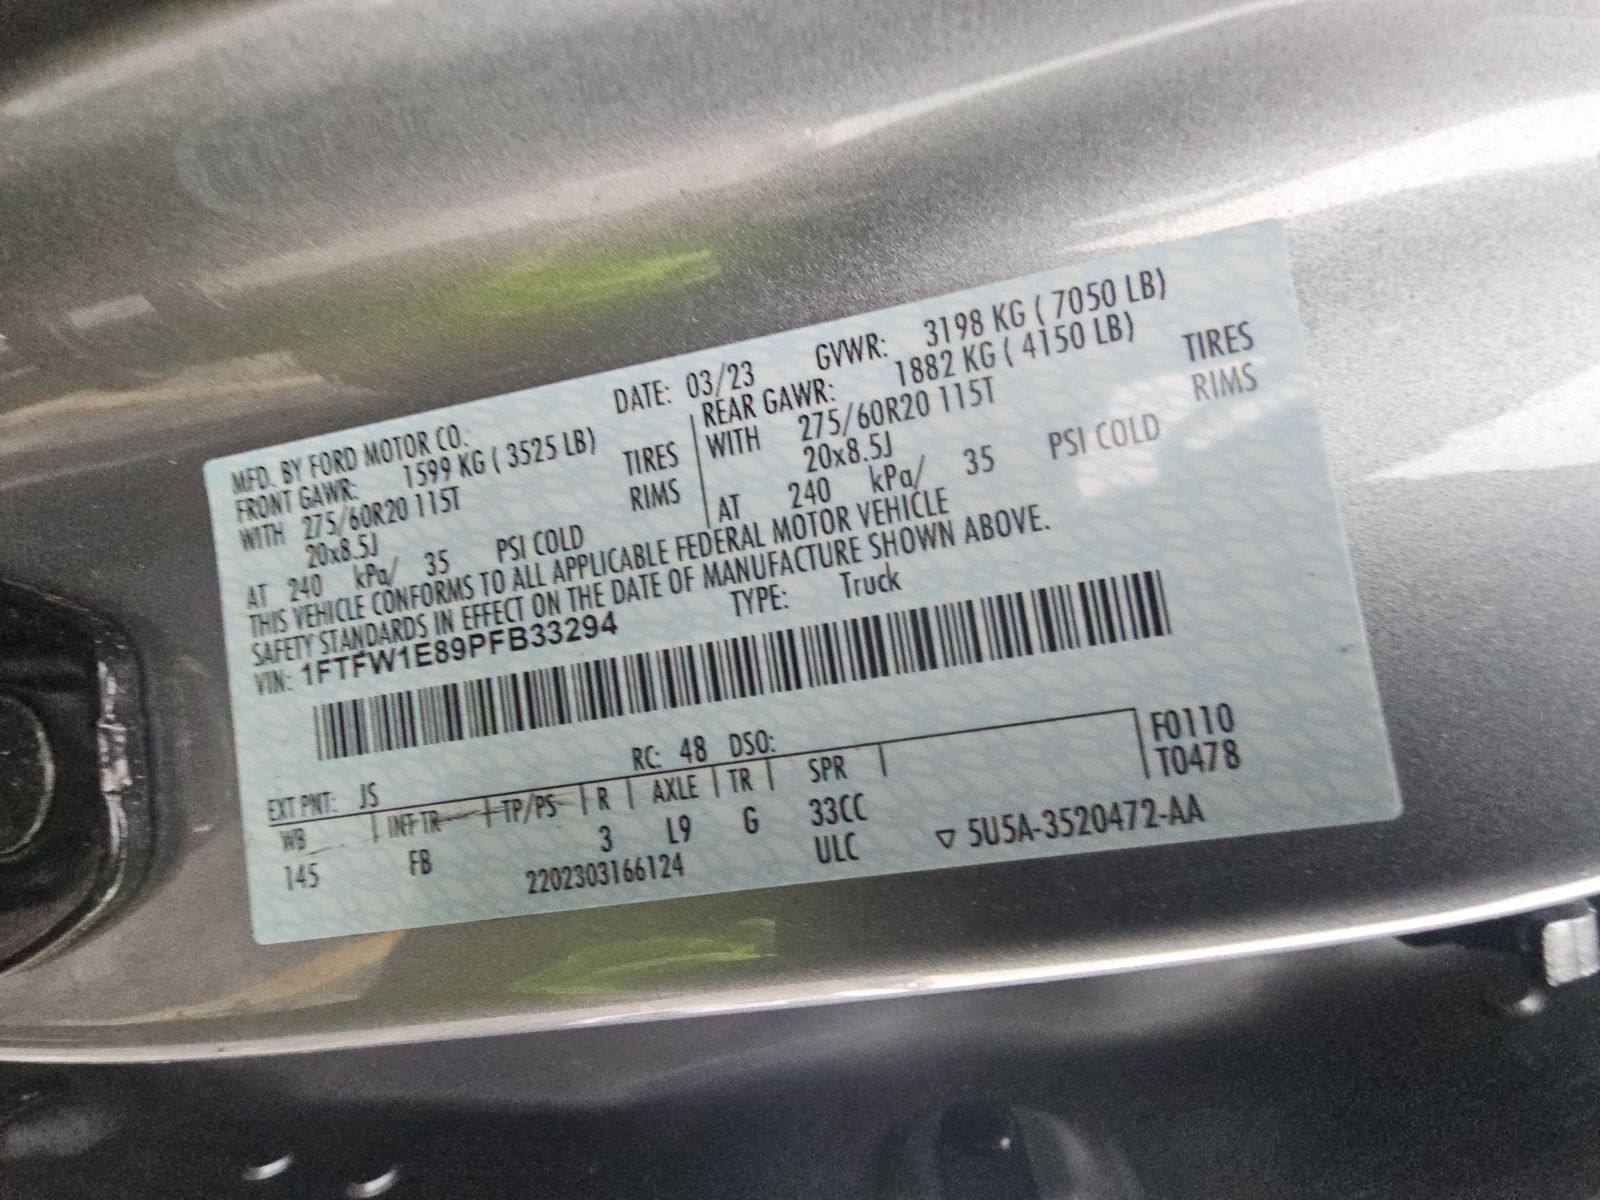 MFD. BY FORD MOTOR CO.
DATE: 03/23 GVWR: 3198 KG ( 7050 LB)
FRONT GAWR: 1599 KG ( 3525 LB)
WITH 275/60R20 115T TIRES
20x8.5J RIMS
AT 240 kPa/ 35 PSI COLD
REAR GAWR: 1882 KG ( 4150 LB)
WITH 275/60R20 115T TIRES
20x8.5J RIMS
AT 240 kPa/ 35 PSI COLD
THIS VEHICLE CONFORMS TO ALL APPLICABLE FEDERAL MOTOR VEHICLE
SAFETY STANDARDS IN EFFECT ON THE DATE OF MANUFACTURE SHOWN ABOVE.
VIN: 1FTFW1E89PFB33294 TYPE: Truck
EXT PNT: JS RC: 48 DSO:
WB INT TR TP/PS R AXLE TR SPR F0110
145 FB 3 L9 G 33CC T0478
2202303166124 ULC ▽ 5U5A-3520472-AA